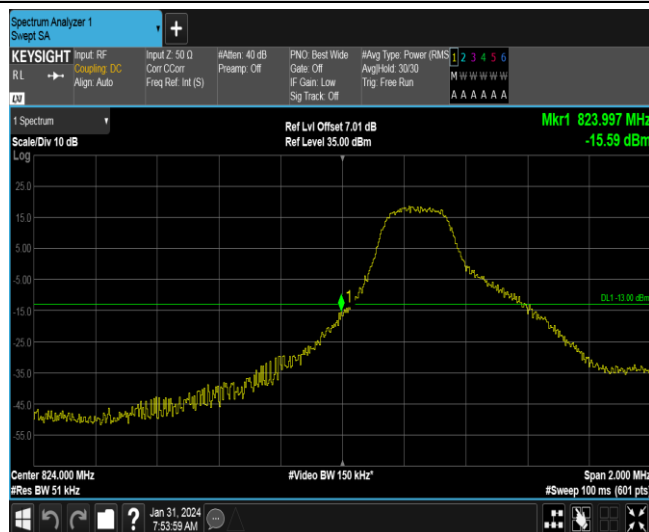 Spectrum Analyzer 1
Swept SA
+
KEYSIGHT
RL
LXI
Input: RF
Coupling: DC
Align: Auto
Input Z: 50 Ω
Corr CCorr
Freq Ref: Int (S)
#Atten: 40 dB
Preamp: Off
PNO: Best Wide
Gate: Off
IF Gain: Low
Sig Track: Off
#Avg Type: Power (RMS
Avg|Hold: 30/30
Trig: Free Run
1 2 3 4 5 6
M W W W W W
A A A A A A
1 Spectrum
Scale/Div 10 dB
Log
Ref Lvl Offset 7.01 dB
Ref Level 35.00 dBm
Mkr1 823.997 MHz
-15.59 dBm
25.0
15.0
5.00
-5.00
-15.0
-25.0
-35.0
-45.0
-55.0
1
DL1 -13.00 dBm
Center 824.000 MHz
#Res BW 51 kHz
#Video BW 150 kHz*
Span 2.000 MHz
#Sweep 100 ms (601 pts)
?
Jan 31, 2024
7:53:59 AM